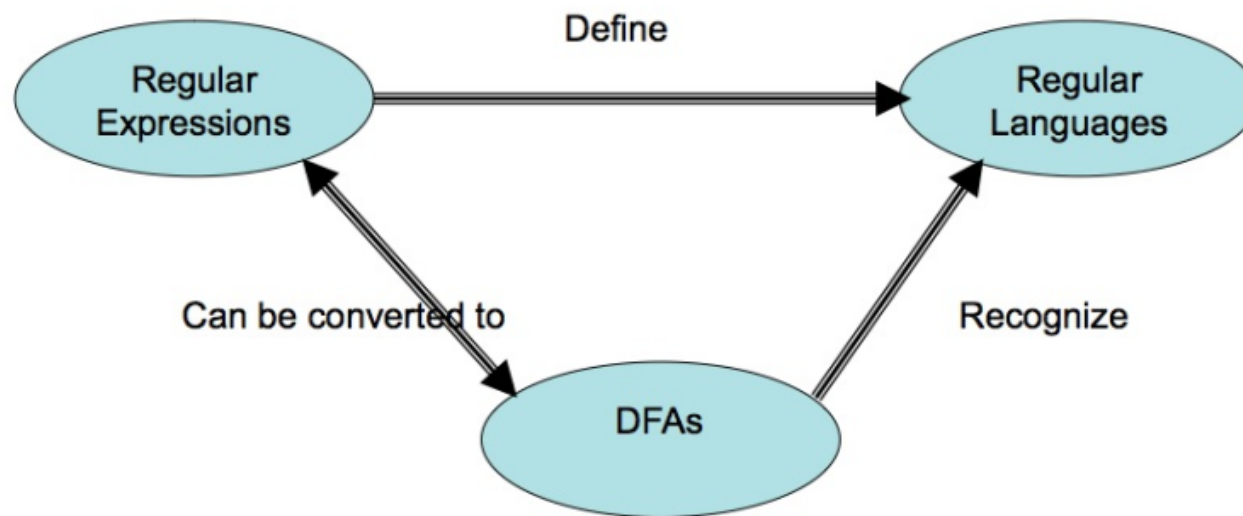 Define
Regular
Expressions
Regular
Languages
Can be converted to
Recognize
DFAs